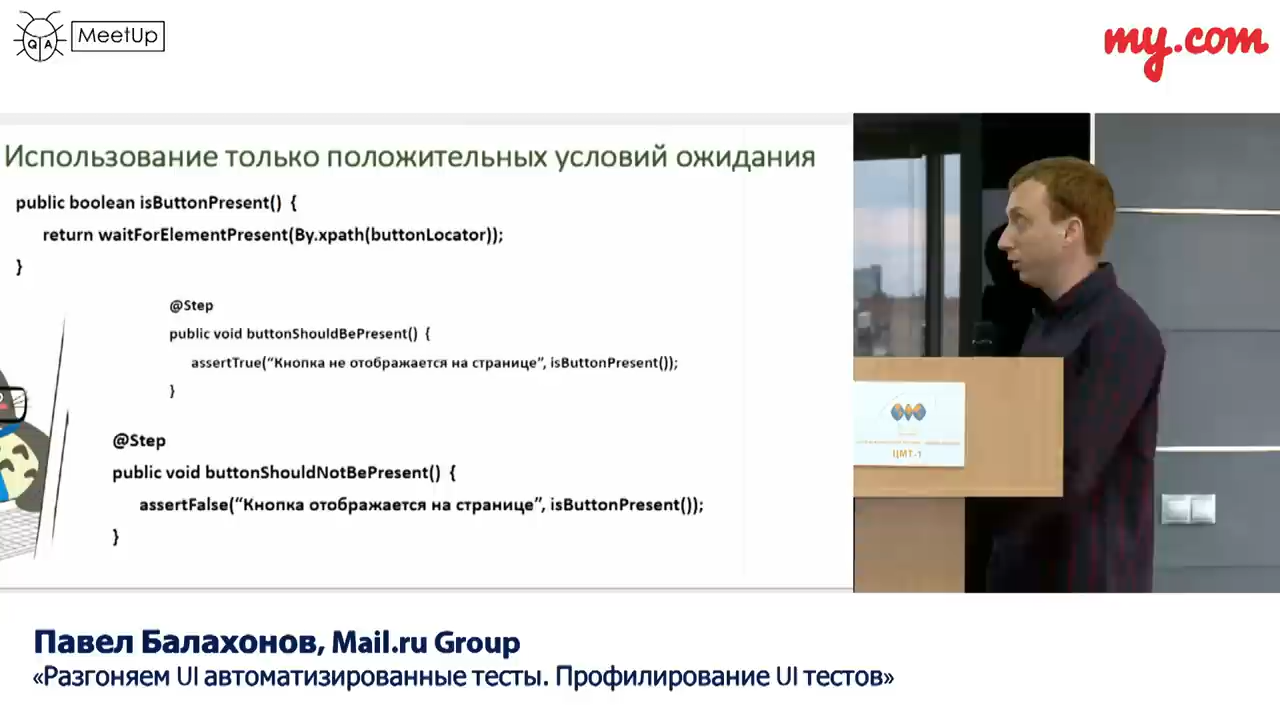 QA
MeetUp
my.com
Использование только положительных условий ожидания
public boolean isButtonPresent() {
return waitForElementPresent(By.xpath(buttonLocator));
}
@Step
public void buttonShouldBePresent() {
assertTrue(“Кнопка не отображается на странице”, isButtonPresent());
}
@Step
public void buttonShouldNotBePresent() {
assertFalse(“Кнопка отображается на странице”, isButtonPresent());
}
ЦМТ-1
Павел Балахонов, Mail.ru Group
«Разгоняем UI автоматизированные тесты. Профилирование UI тестов»